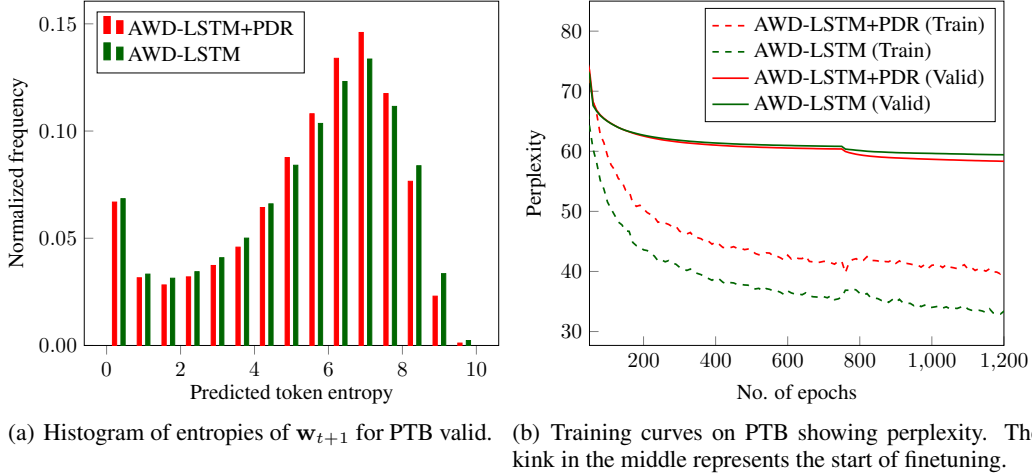 AWD-LSTM+PDR
AWD-LSTM
Normalized frequency
0.15
0.10
0.05
0.00
0 2 4 6 8 10
Predicted token entropy
(a) Histogram of entropies of w_{t+1} for PTB valid.
AWD-LSTM+PDR (Train)
AWD-LSTM (Train)
AWD-LSTM+PDR (Valid)
AWD-LSTM (Valid)
Perplexity
80
70
60
50
40
30
200 400 600 800 1,000 1,200
No. of epochs
(b) Training curves on PTB showing perplexity. The
kink in the middle represents the start of finetuning.